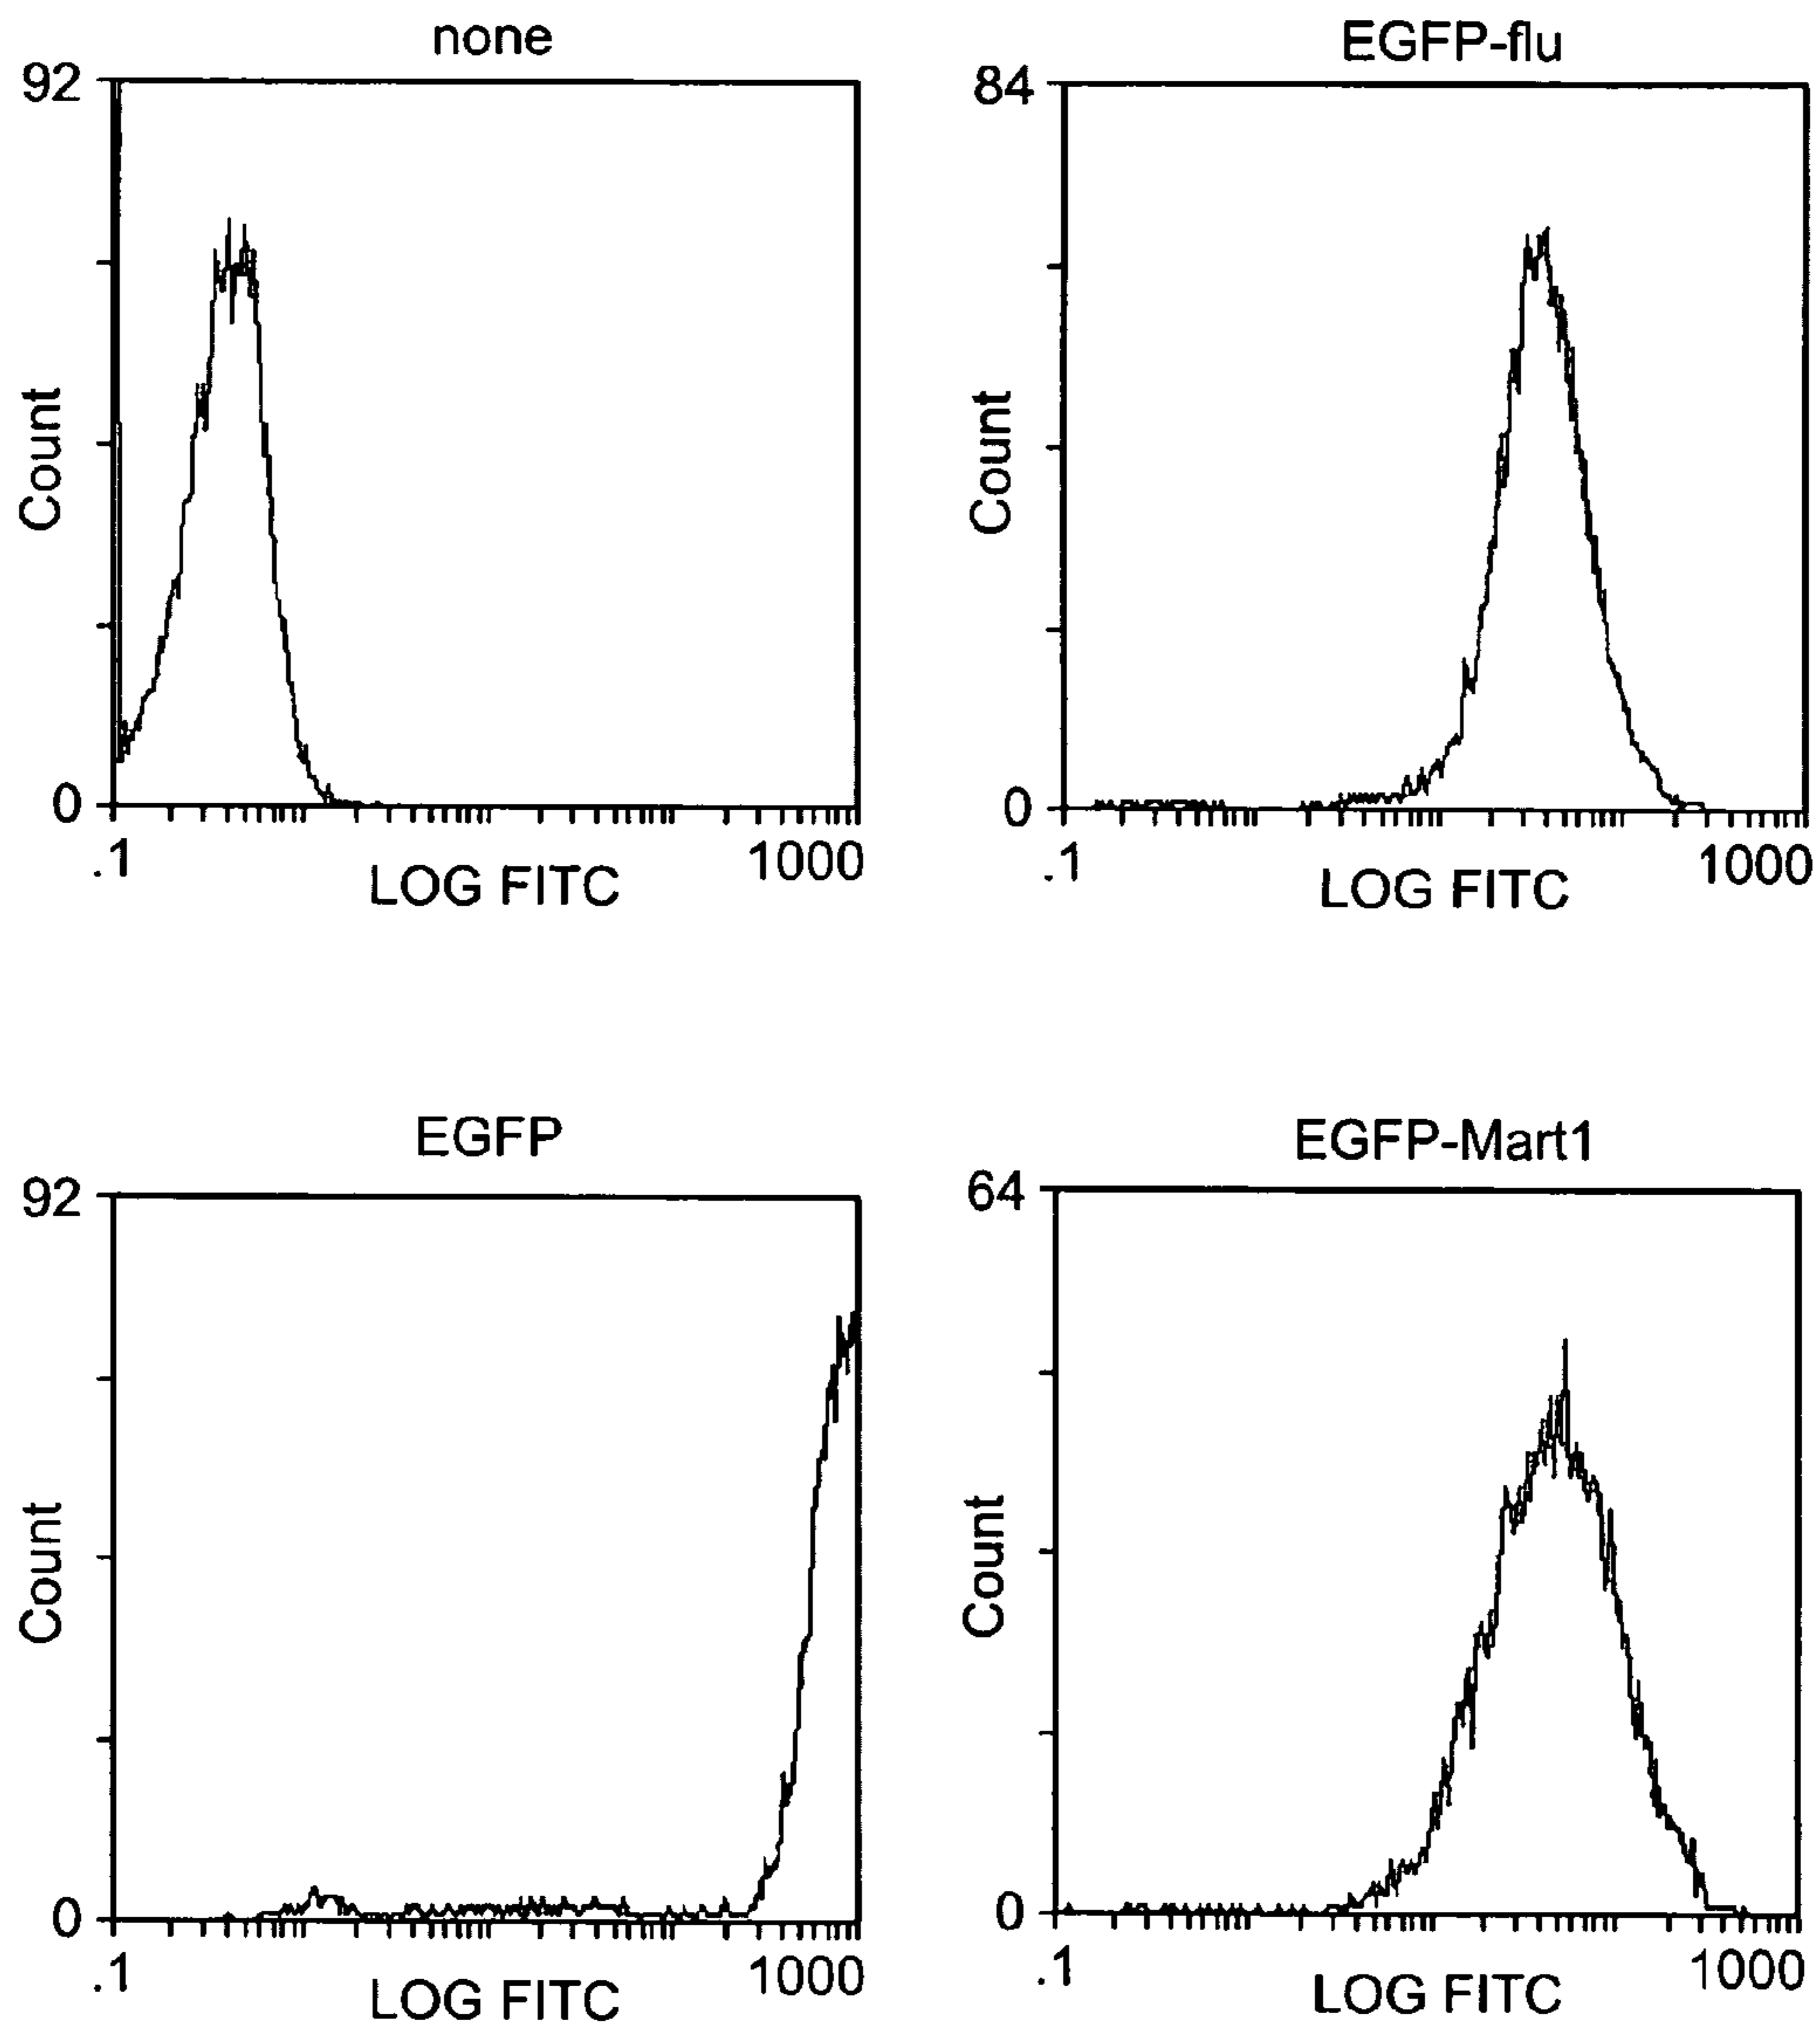 none
92
Count
0
.1
1000
LOG FITC
EGFP-flu
84
Count
0
.1
1000
LOG FITC
EGFP
92
Count
0
.1
1000
LOG FITC
EGFP-Mart1
64
Count
0
.1
1000
LOG FITC